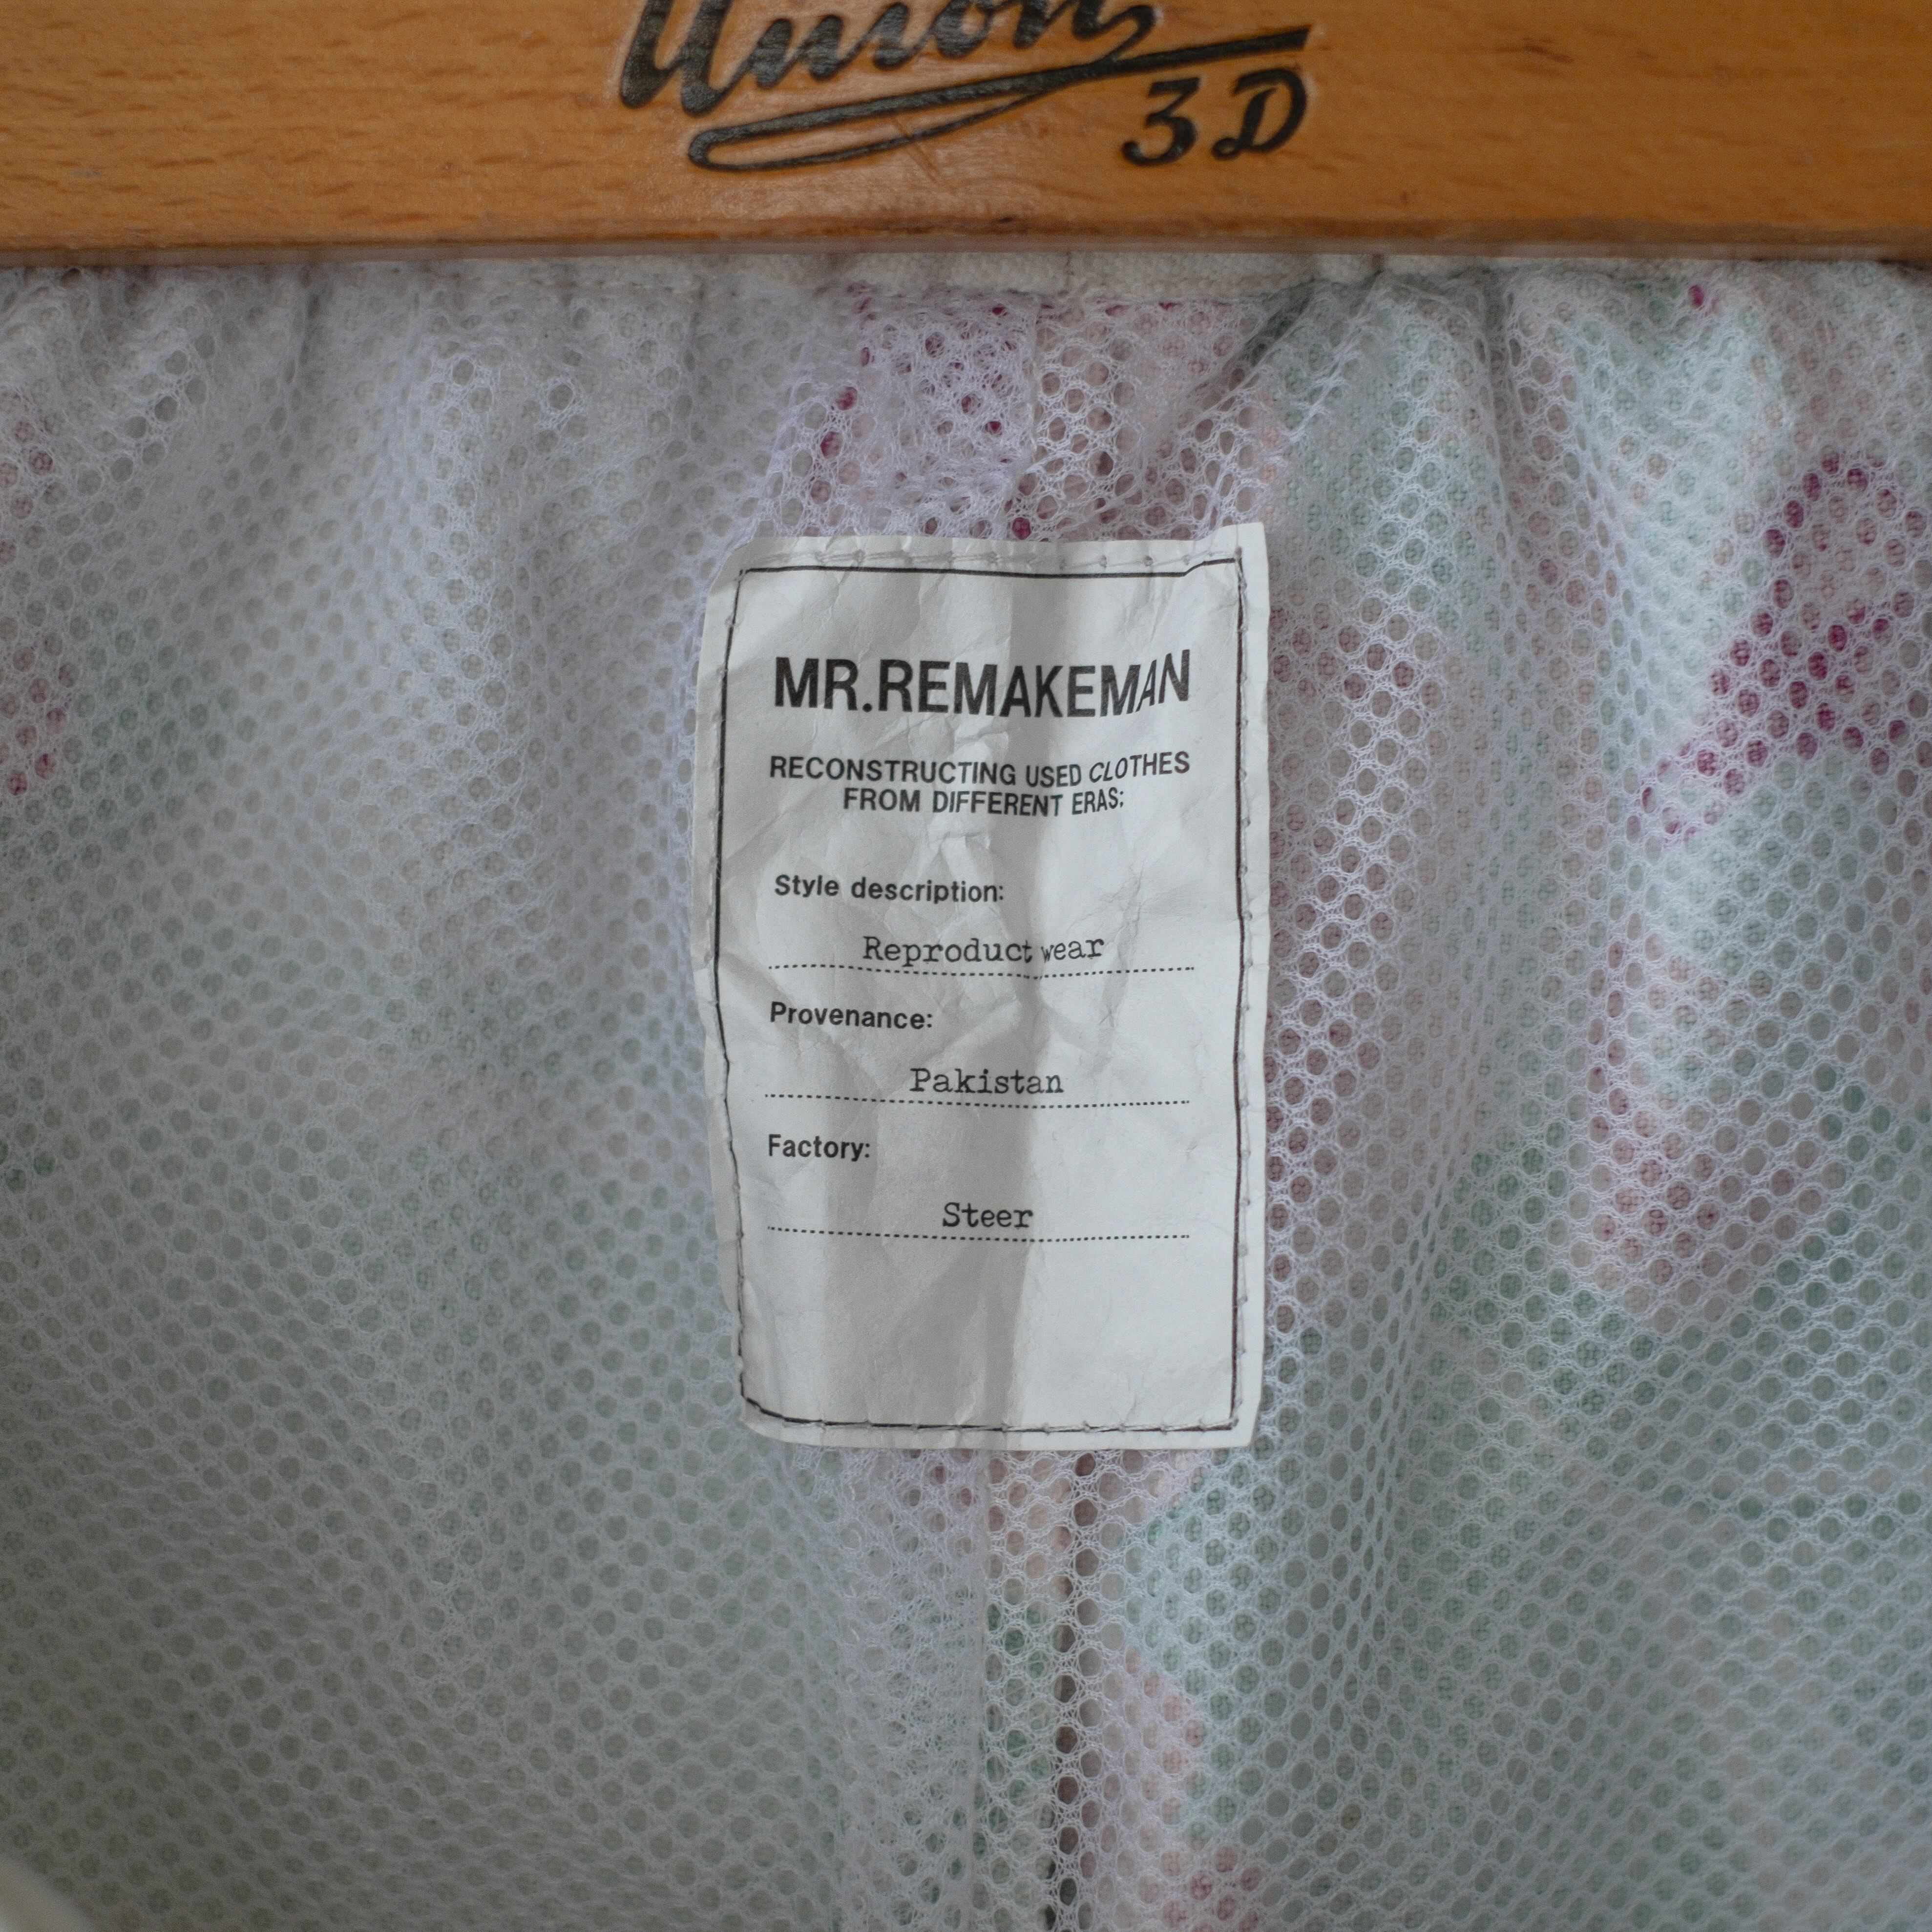 Union
3D
MR.REMAKEMAN
RECONSTRUCTING USED CLOTHES
FROM DIFFERENT ERAS:
Style description:
Reproduct wear
Provenance:
Pakistan
Factory:
Steer